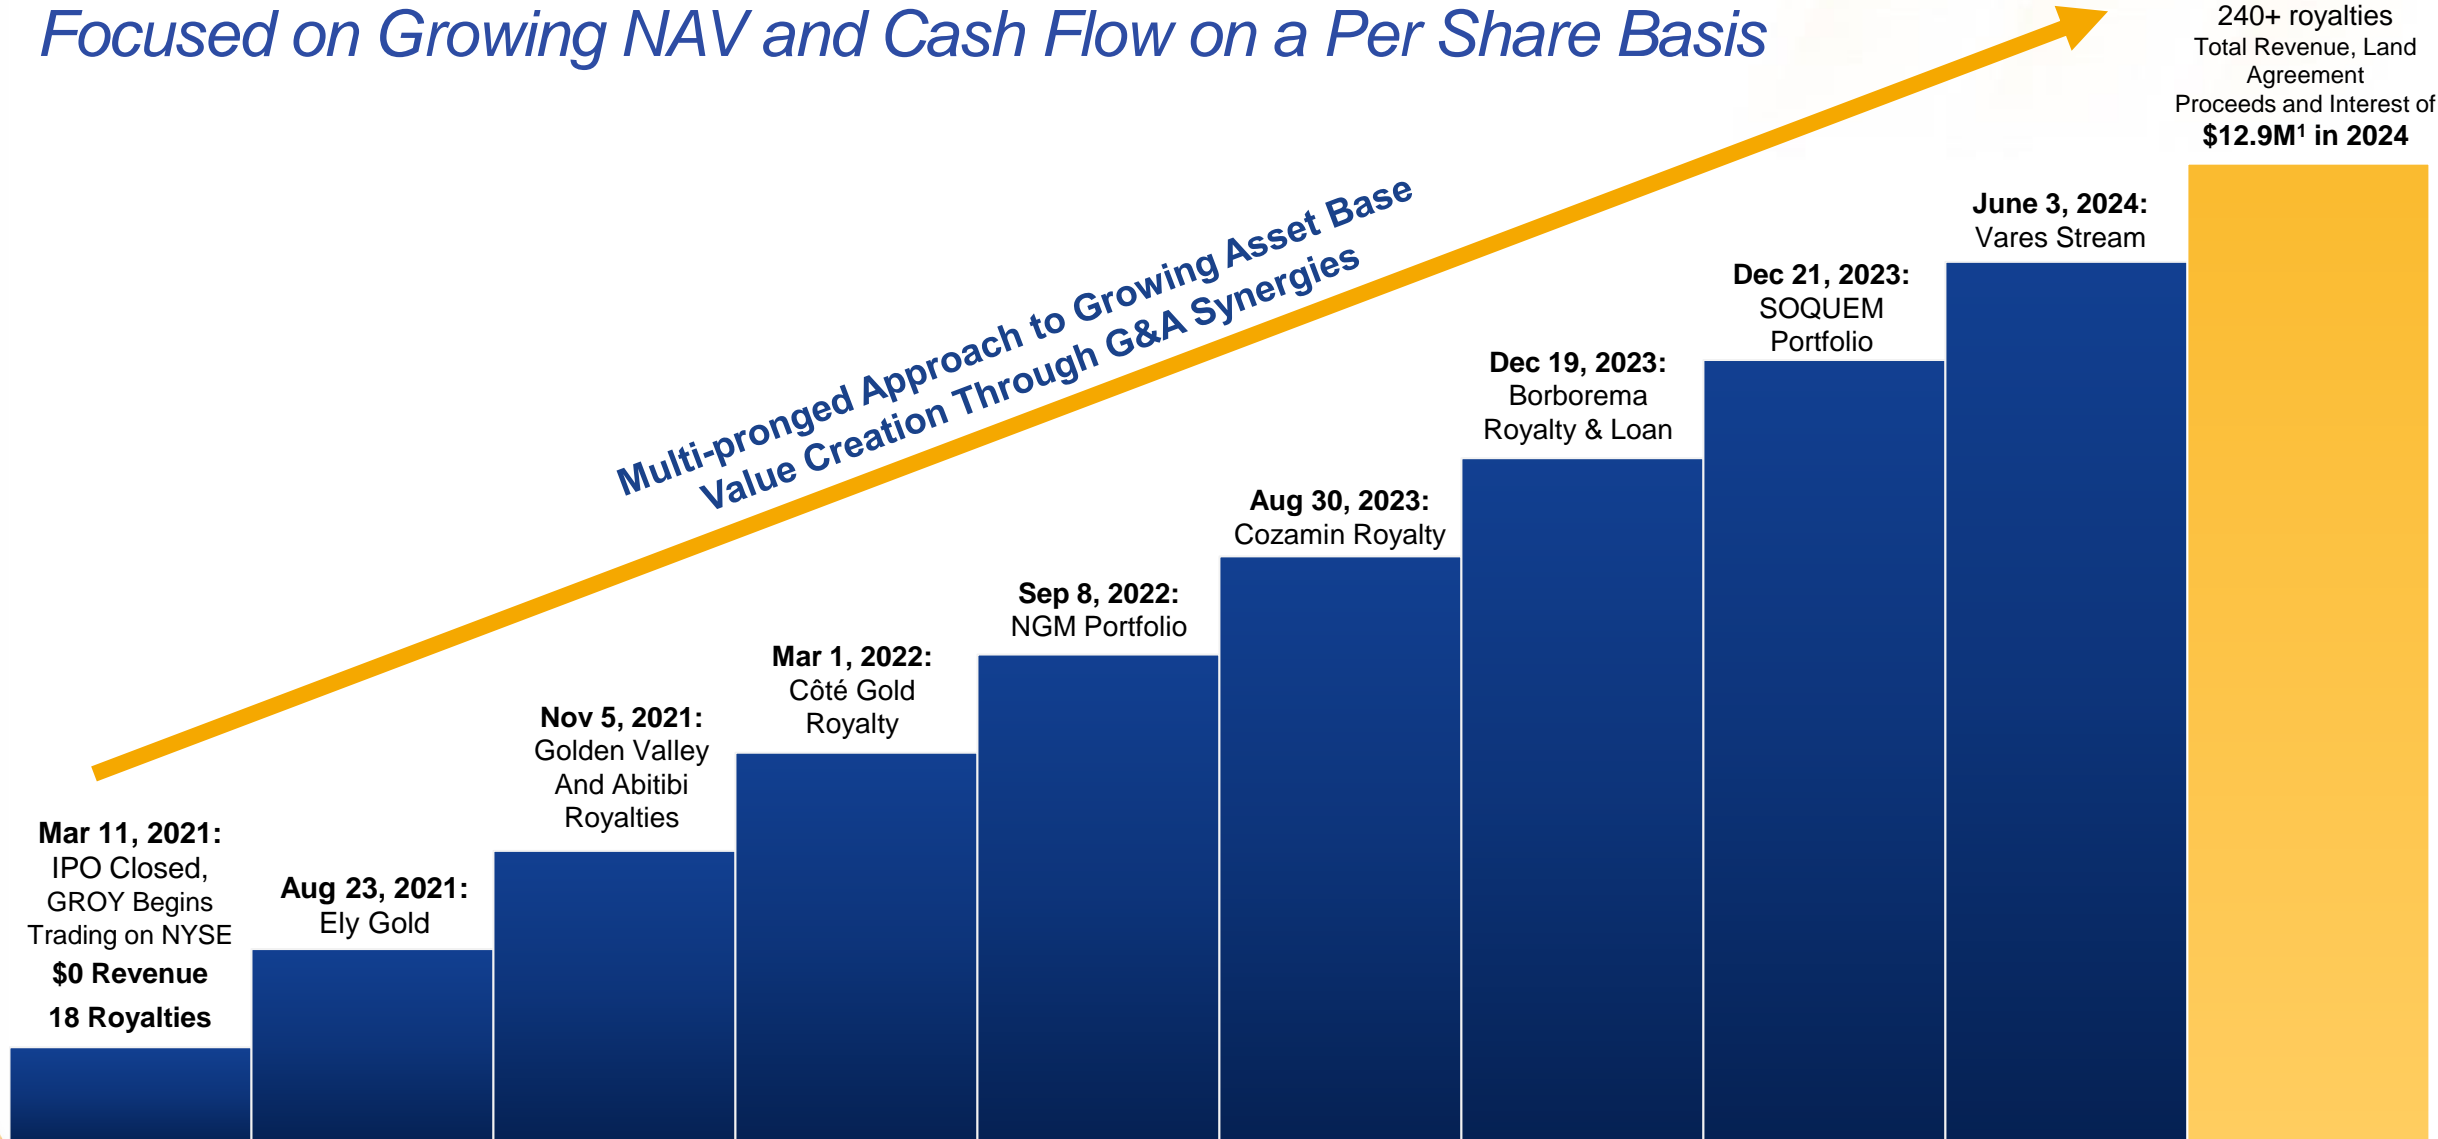 Focused on Growing NAV and Cash Flow on a Per Share Basis
240+ royalties
Total Revenue, Land
Agreement
Proceeds and Interest of
$12.9M¹ in 2024
Multi-pronged Approach to Growing Asset Base
Value Creation Through G&A Synergies
Mar 11, 2021:
IPO Closed,
GROY Begins
Trading on NYSE
$0 Revenue
18 Royalties
Aug 23, 2021:
Ely Gold
Nov 5, 2021:
Golden Valley
And Abitibi
Royalties
Mar 1, 2022:
Côté Gold
Royalty
Sep 8, 2022:
NGM Portfolio
Aug 30, 2023:
Cozamin Royalty
Dec 19, 2023:
Borborema
Royalty & Loan
Dec 21, 2023:
SOQUEM
Portfolio
June 3, 2024:
Vares Stream